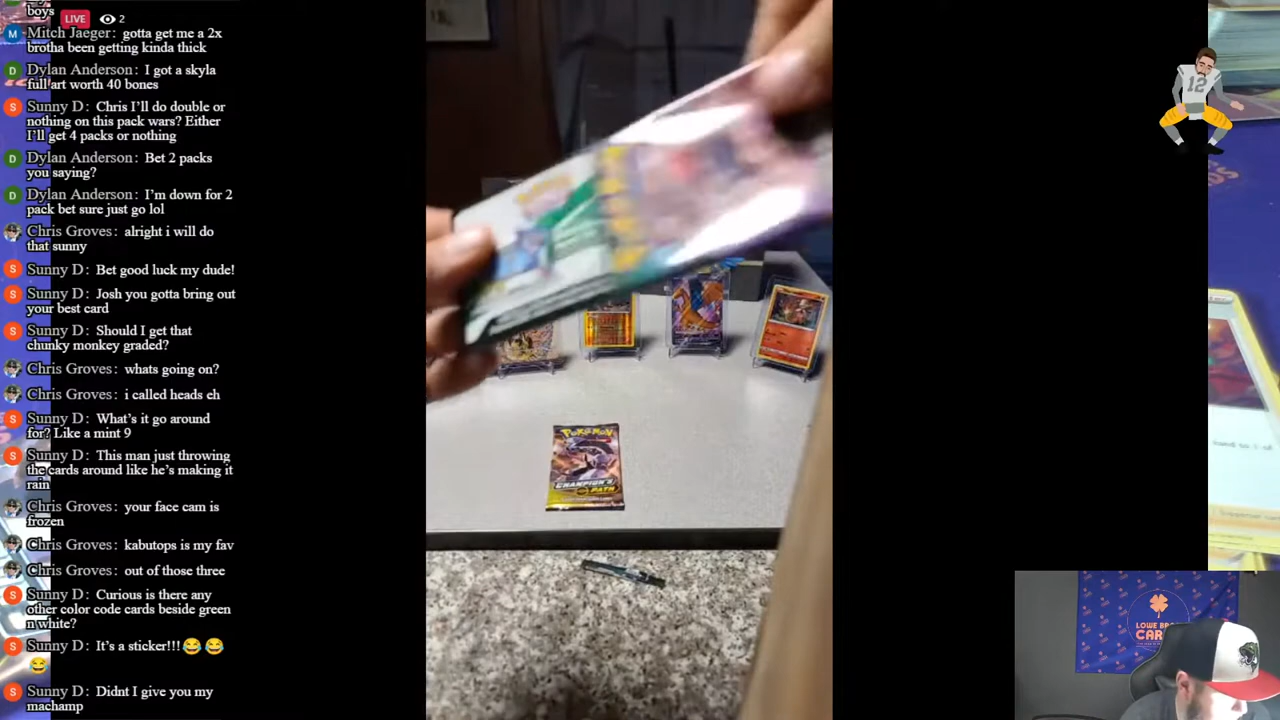 boys
LIVE 2
Mitch Jaeger: gotta get me a 2x
brotha been getting kinda thick
Dylan Anderson: I got a skyla
full art worth 40 bones
Sunny D: Chris I'll do double or
nothing on this pack wars? Either
I'll get 4 packs or nothing
Dylan Anderson: Bet 2 packs
you saying?
Dylan Anderson: I'm down for 2
pack bet sure just go lol
Chris Groves: alright i will do
that sunny
Sunny D: Bet good luck my dude!
Sunny D: Josh you gotta bring out
your best card
Sunny D: Should I get that
chunky monkey graded?
Chris Groves: whats going on?
Chris Groves: i called heads eh
Sunny D: What's it go around
for? Like a mint 9
Sunny D: This man just throwing
the cards around like he's making it
rain
Chris Groves: your face cam is
frozen
Chris Groves: kabutops is my fav
Chris Groves: out of those three
Sunny D: Curious is there any
other color code cards beside green
n white?
Sunny D: It's a sticker!!!😂😂
😂
Sunny D: Didnt I give you my
machamp
M
D
S
D
D
S
S
S
S
S
S
S
S
POKéMON
CHAMPION'S
PATH
12
LOWE BA
CAR